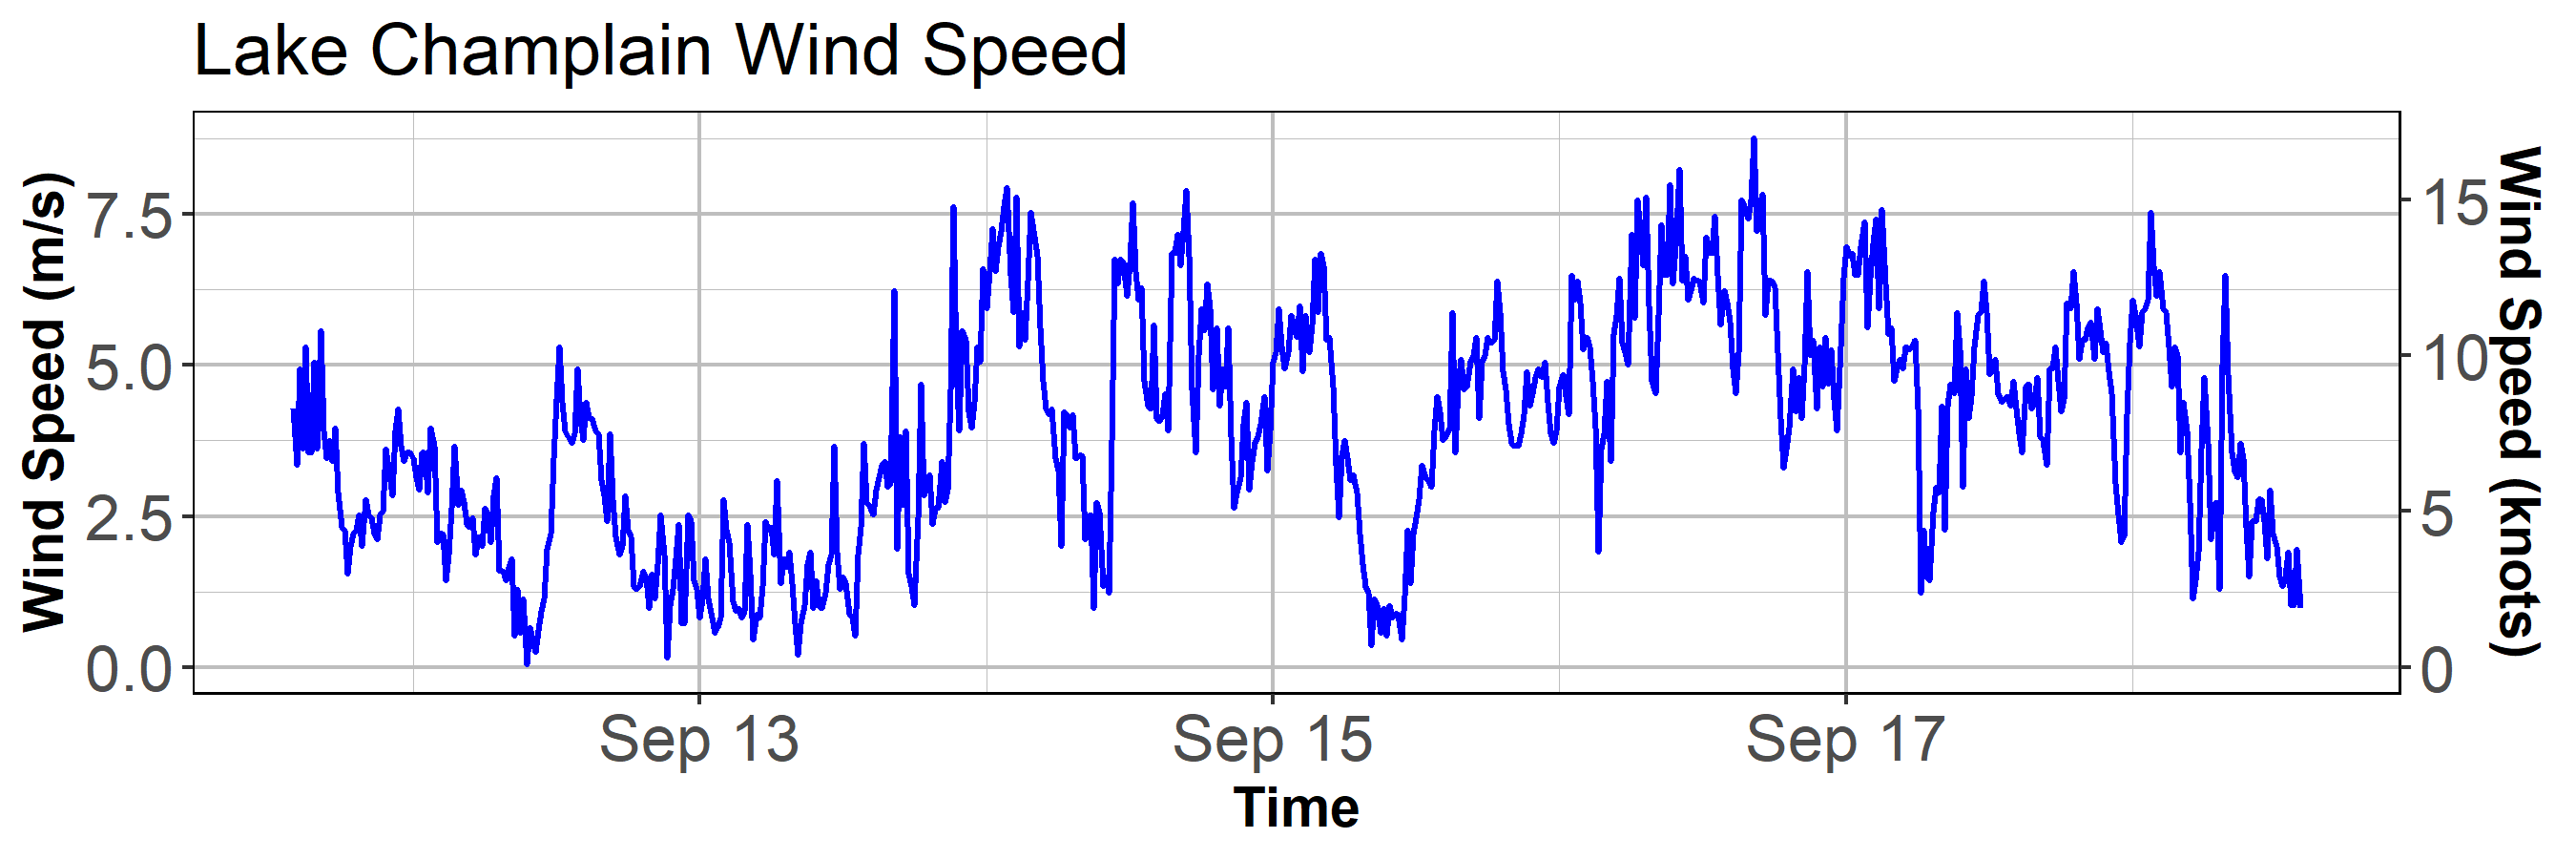 Lake Champlain Wind Speed
Wind Speed (m/s)
7.5
5.0
2.5
0.0
15
10
5
0
Wind Speed (knots)
Sep 13
Sep 15
Sep 17
Time